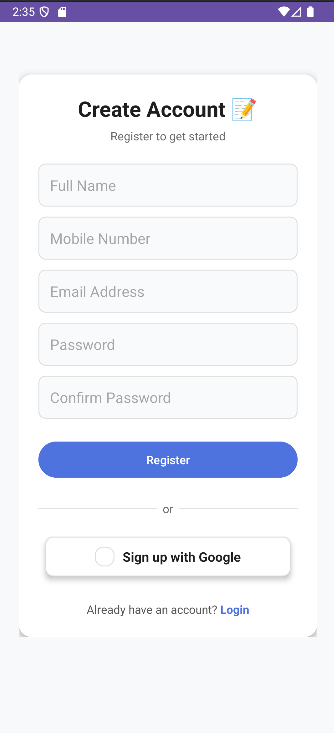 2:35
Create Account 📝
Register to get started
Full Name
Mobile Number
Email Address
Password
Confirm Password
Register
or
Sign up with Google
Already have an account? Login